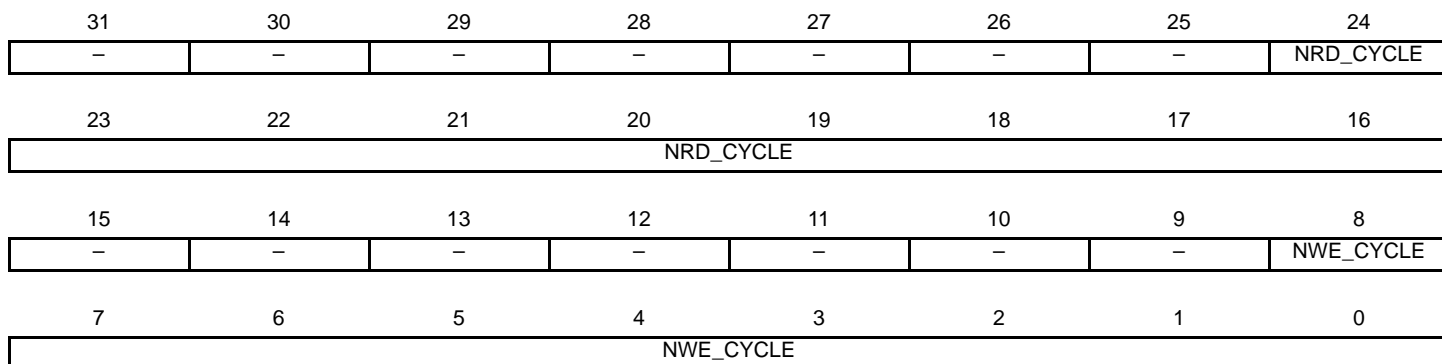 31 30 29 28 27 26 25 24
– – – – – – – NRD_CYCLE
23 22 21 20 19 18 17 16
NRD_CYCLE
15 14 13 12 11 10 9 8
– – – – – – – NWE_CYCLE
7 6 5 4 3 2 1 0
NWE_CYCLE